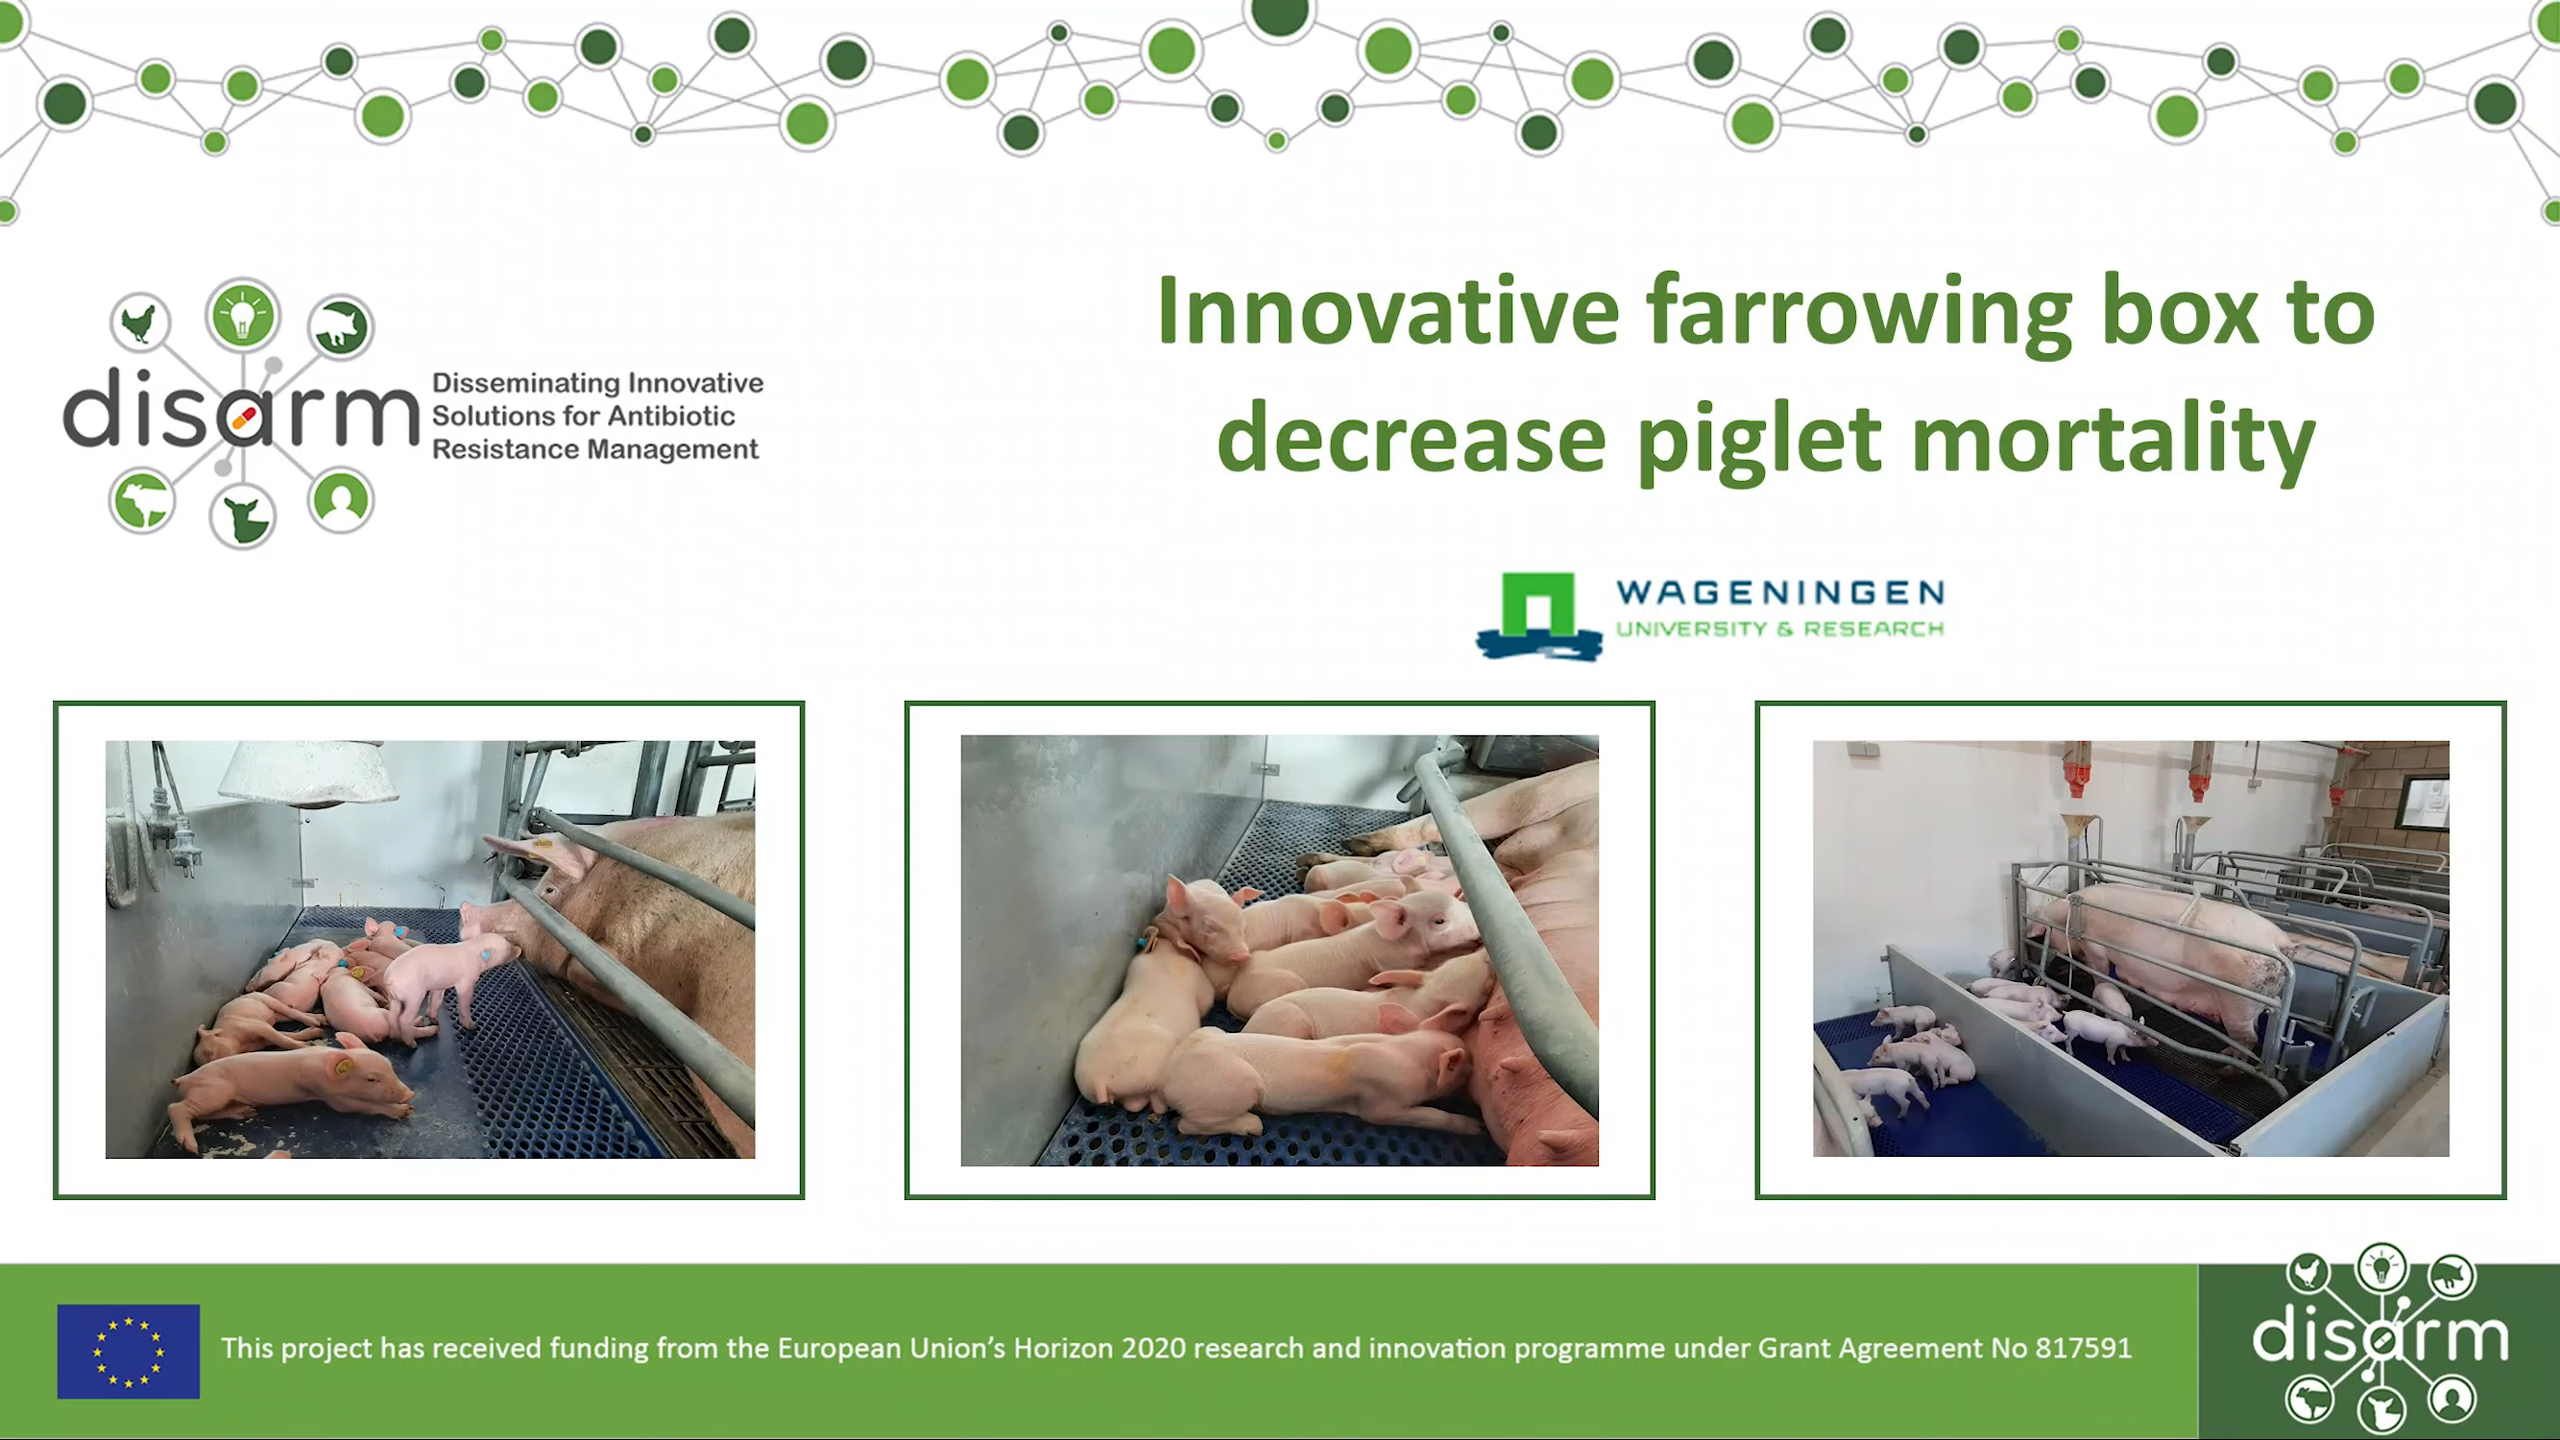 Innovative farrowing box to
decrease piglet mortality
disarm
Disseminating Innovative
Solutions for Antibiotic
Resistance Management
WAGENINGEN
UNIVERSITY & RESEARCH
This project has received funding from the European Union’s Horizon 2020 research and innovation programme under Grant Agreement No 817591
disarm